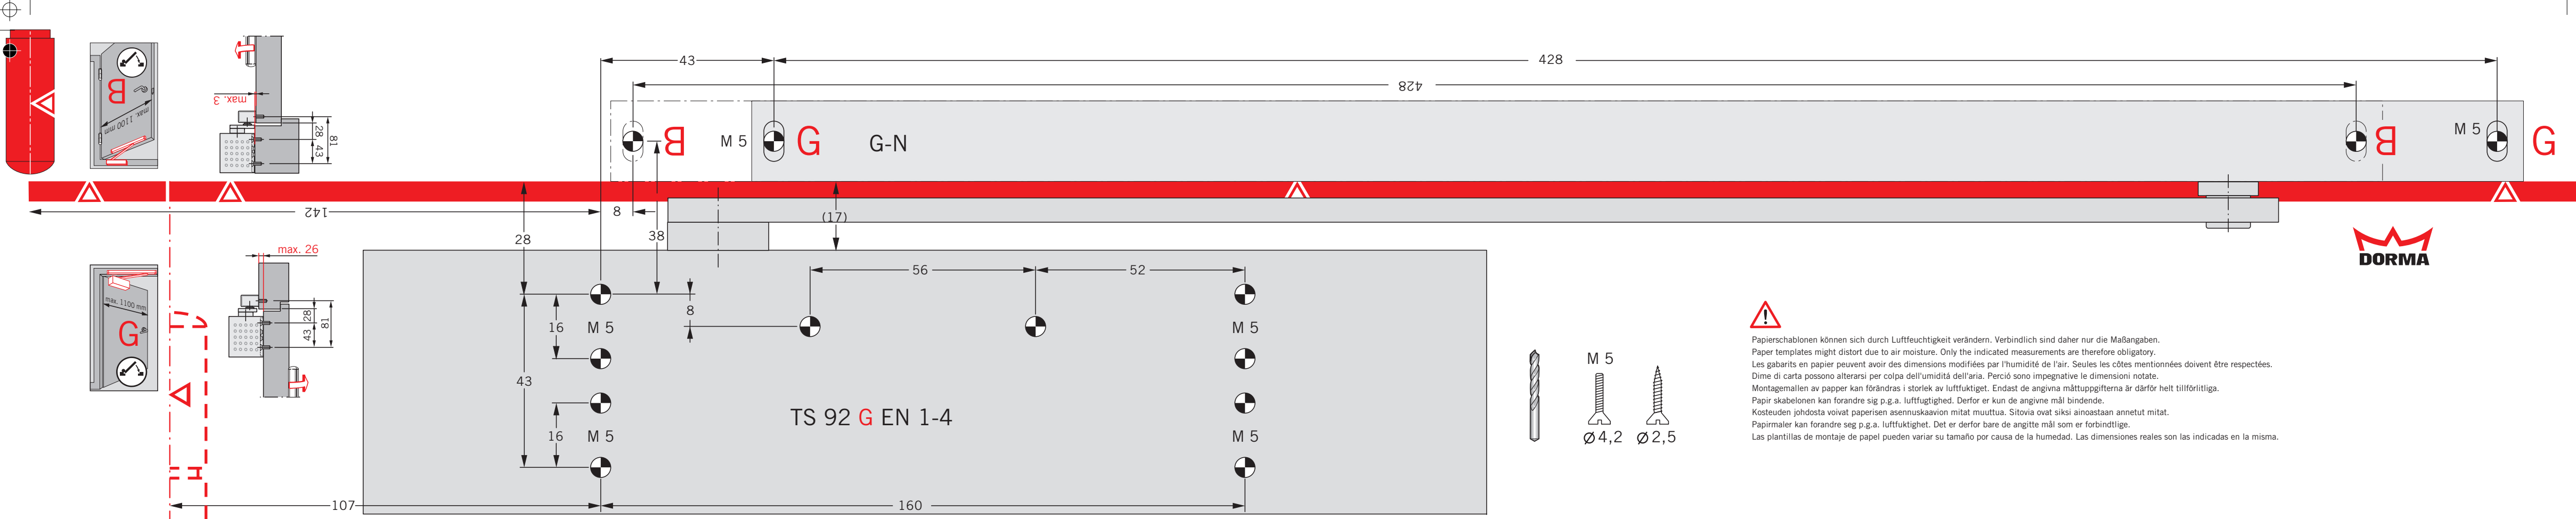 B
max. 1100 mm
max. 3
28
43
81
43
428
428
B
M 5
G
G-N
B
M 5
G
142
8
(17)
28
38
DORMA
max. 26
max. 1100 mm
G
28
43
81
56
52
8
16
M 5
M 5
43
16
M 5
M 5
TS 92 G EN 1-4
107
160
M 5
ø 4,2
ø 2,5
Papierschablonen können sich durch Luftfeuchtigkeit verändern. Verbindlich sind daher nur die Maßangaben.
Paper templates might distort due to air moisture. Only the indicated measurements are therefore obligatory.
Les gabarits en papier peuvent avoir des dimensions modifiées par l'humidité de l'air. Seules les côtes mentionnées doivent être respectées.
Dime di carta possono alterarsi per colpa dell'umiditá dell'aria. Perció sono impegnative le dimensioni notate.
Montagemallen av papper kan förändras i storlek av luftfuktiget. Endast de angivna måttuppgifterna är därför helt tillförlitliga.
Papir skabelonen kan forandre sig p.g.a. luftfugtighed. Derfor er kun de angivne mål bindende.
Kosteuden johdosta voivat paperisen asennuskaavion mitat muuttua. Sitovia ovat siksi ainoastaan annetut mitat.
Papirmaler kan forandre seg p.g.a. luftfuktighet. Det er derfor bare de angitte mål som er forbindtlige.
Las plantillas de montaje de papel pueden variar su tamaño por causa de la humedad. Las dimensiones reales son las indicadas en la misma.